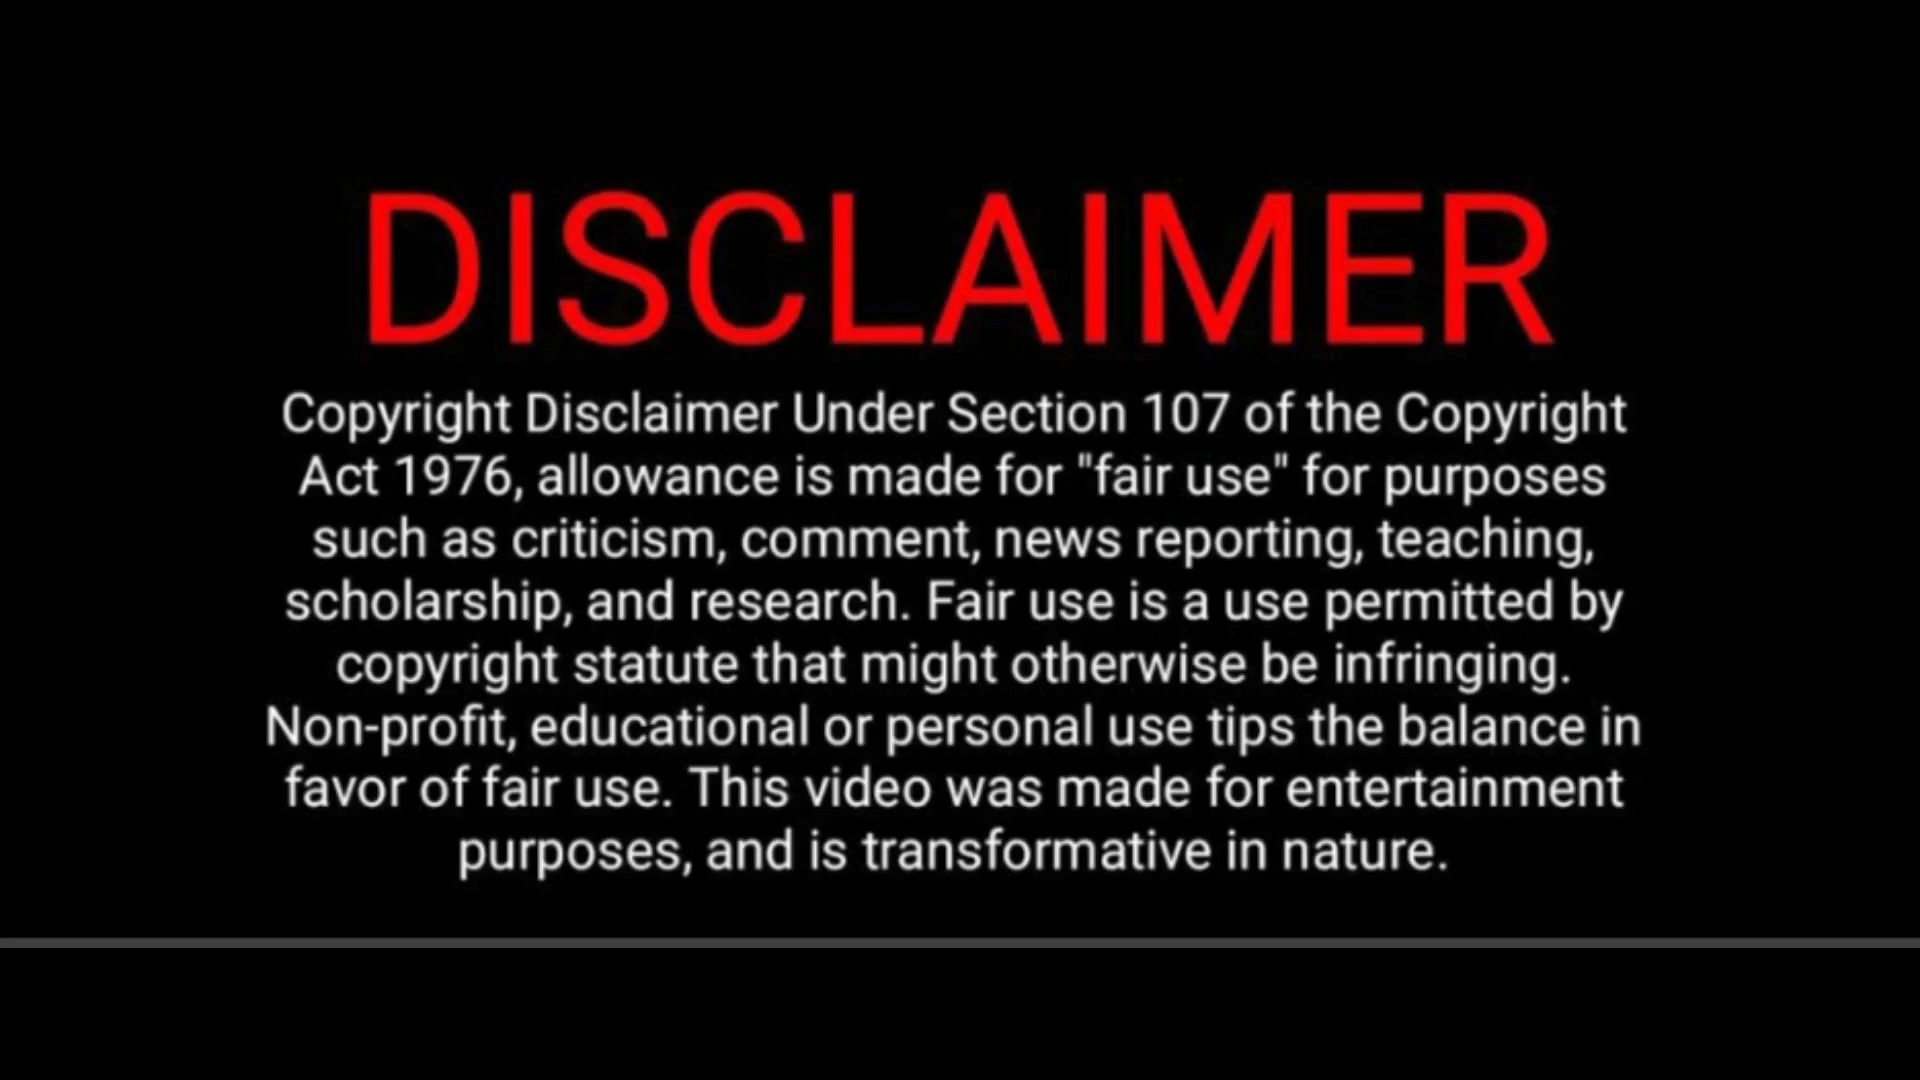 DISCLAIMER
Copyright Disclaimer Under Section 107 of the Copyright
Act 1976, allowance is made for "fair use" for purposes
such as criticism, comment, news reporting, teaching,
scholarship, and research. Fair use is a use permitted by
copyright statute that might otherwise be infringing.
Non-profit, educational or personal use tips the balance in
favor of fair use. This video was made for entertainment
purposes, and is transformative in nature.